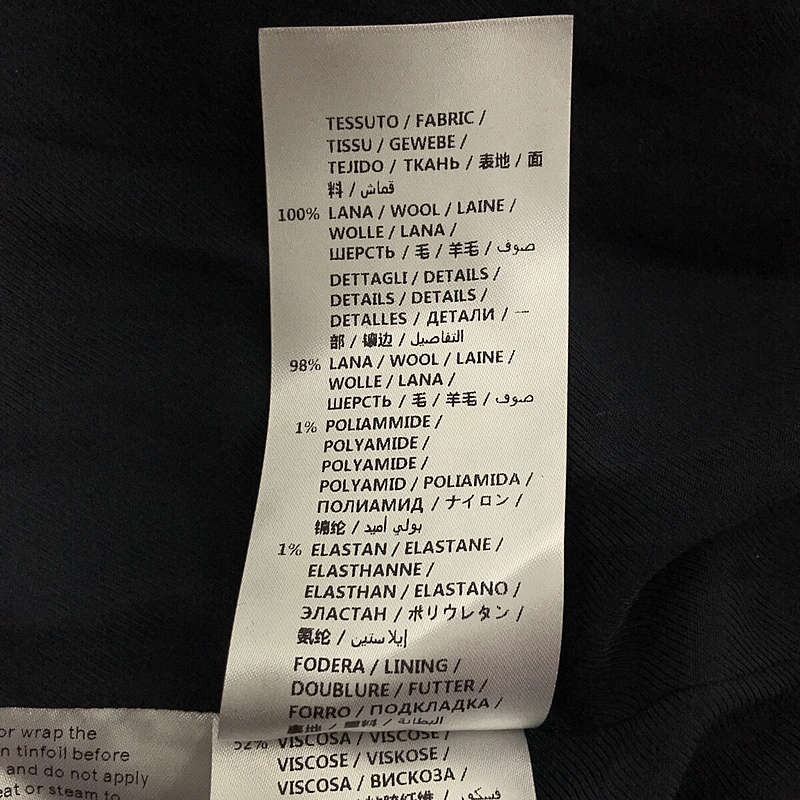 TESSUTO / FABRIC /
TISSU / GEWEBE /
TEJIDO / ТКАНЬ / 表地 / 面
料 / قماش
100% LANA / WOOL / LAINE /
WOLLE / LANA /
ШЕРСТЬ / 毛 / 羊毛 / صوف
DETTAGLI / DETAILS /
DETAILS / DETAILS /
DETALLES / ДЕТАЛИ / 一
部 / 镶边 / التفاصيل
98% LANA / WOOL / LAINE /
WOLLE / LANA /
ШЕРСТЬ / 毛 / 羊毛 / صوف
1% POLIAMMIDE /
POLYAMIDE /
POLYAMIDE /
POLYAMID / POLIAMIDA /
ПОЛИАМИД / ナイロン /
锦纶 / بولي أميد
1% ELASTAN / ELASTANE /
ELASTHANNE /
ELASTHAN / ELASTANO /
ЭЛАСТАН / ポリウレタン /
氨纶 / إيلاستين
FODERA / LINING /
DOUBLURE / FUTTER /
FORRO / ПОДКЛАДКА /
裏地 / البطانة
52% VISCOSA / VISCOSE /
VISCOSE / VISKOSE /
VISCOSA / ВИСКОЗА /
فسكوز
or wrap the
n tinfoil before
and do not apply
eat or steam to